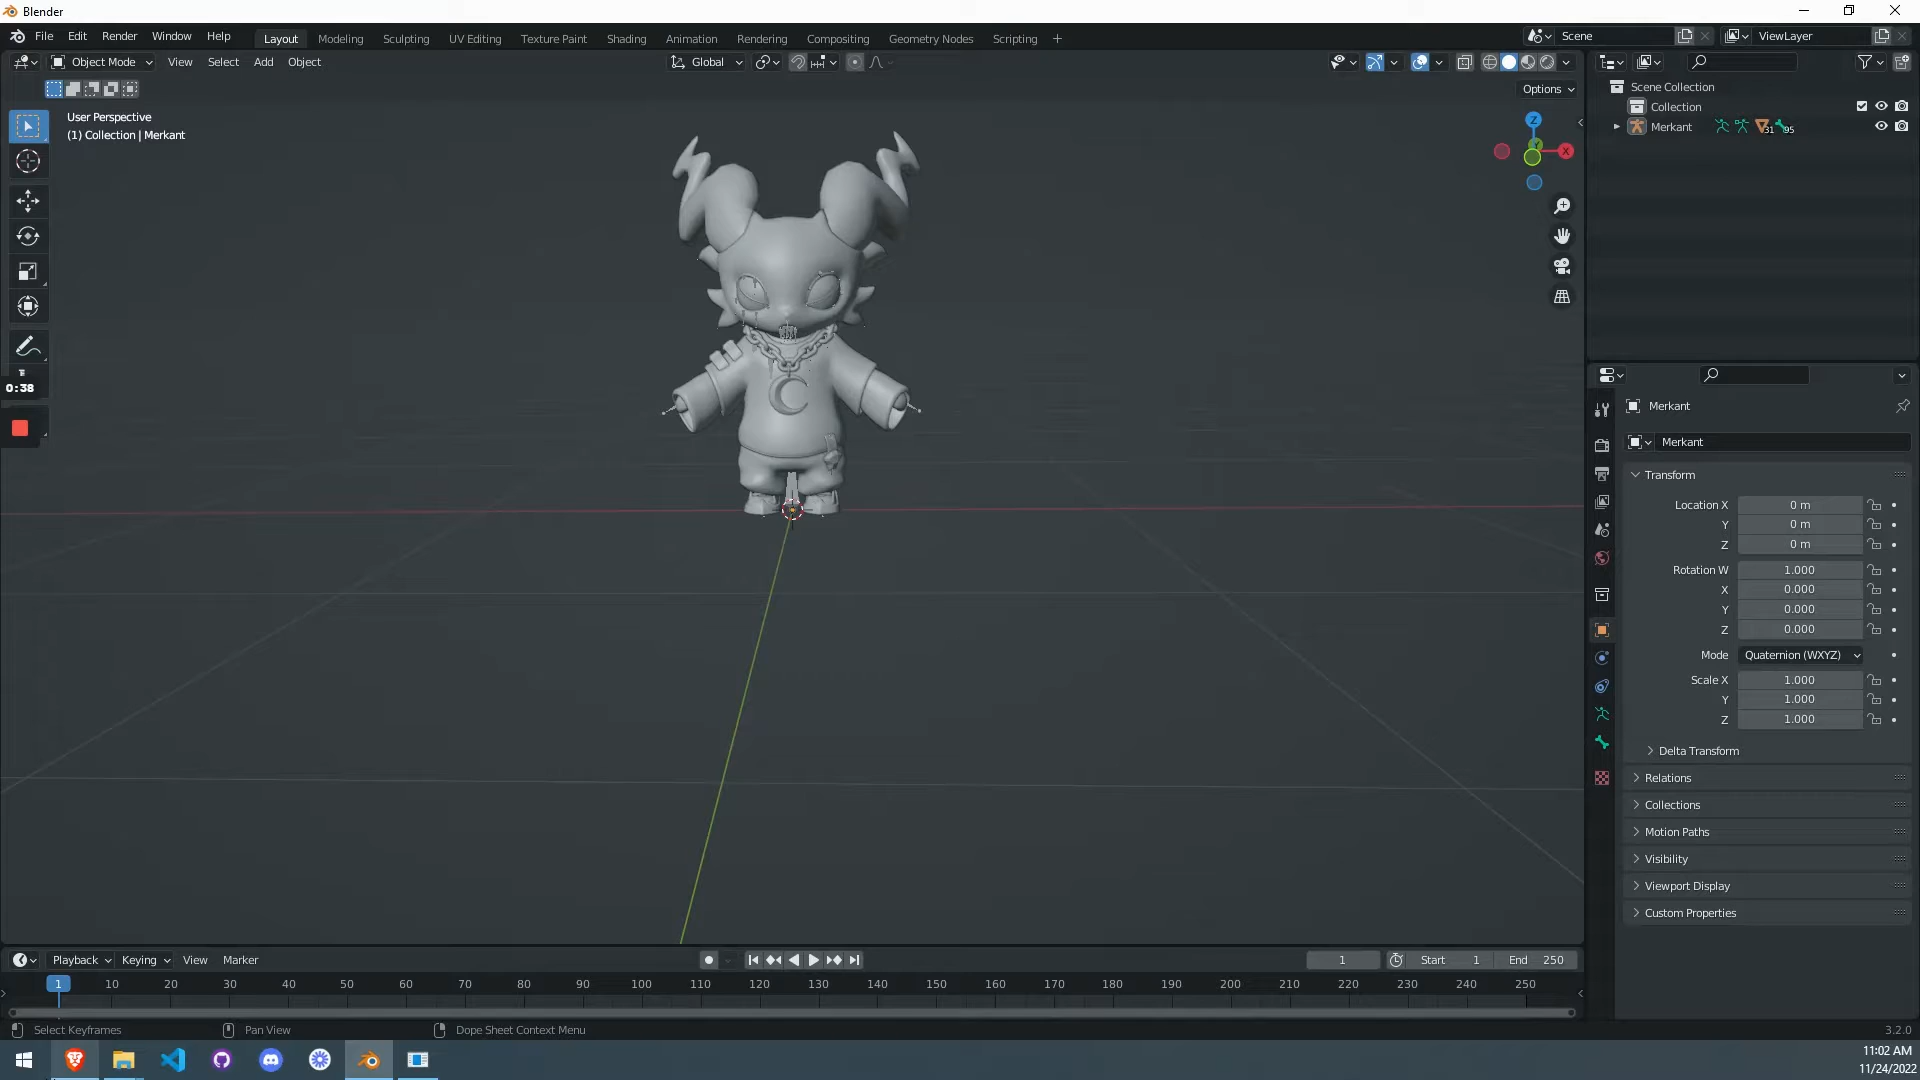 Blender
File Edit Render Window Help
Layout Modeling Sculpting UV Editing Texture Paint Shading Animation Rendering Compositing Geometry Nodes Scripting +
Scene
ViewLayer
Object Mode View Select Add Object
Global
Options
User Perspective
(1) Collection | Merkant
Z
Y
X
Scene Collection
Collection
Merkant
31
95
0:38
Merkant
Merkant
Transform
Location X 0 m
Y 0 m
Z 0 m
Rotation W 1.000
X 0.000
Y 0.000
Z 0.000
Mode Quaternion (WXYZ)
Scale X 1.000
Y 1.000
Z 1.000
Delta Transform
Relations
Collections
Motion Paths
Visibility
Viewport Display
Custom Properties
Playback Keying View Marker
1
Start 1
End 250
1 10 20 30 40 50 60 70 80 90 100 110 120 130 140 150 160 170 180 190 200 210 220 230 240 250
Select Keyframes Pan View Dope Sheet Context Menu
3.2.0
11:02 AM
11/24/2022